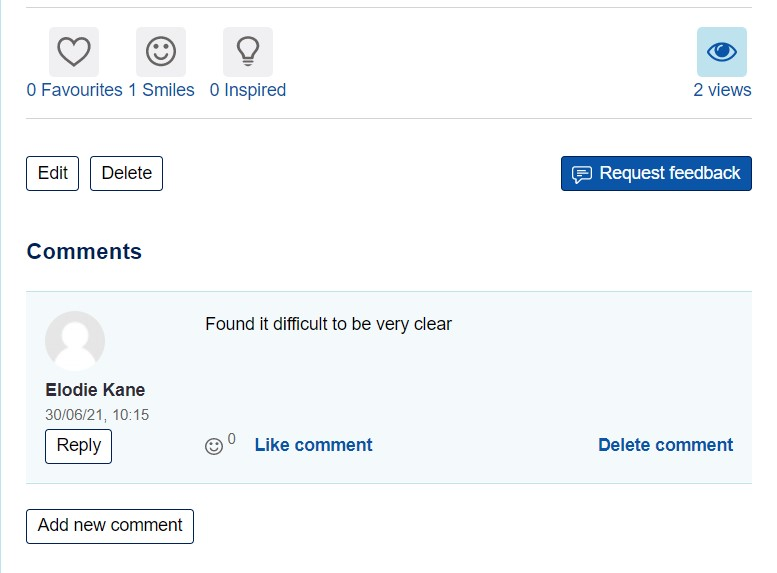 0 Favourites 1 Smiles 0 Inspired 2 views
Edit Delete Request feedback
Comments
Found it difficult to be very clear
Elodie Kane
30/06/21, 10:15
Reply 0 Like comment Delete comment
Add new comment